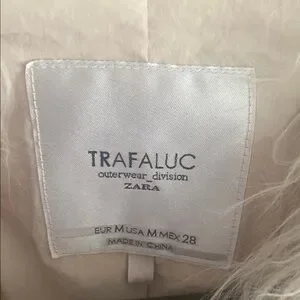 TRAFALUC
outerwear_division
ZARA
EUR M USA M MEX 28
MADE IN CHINA